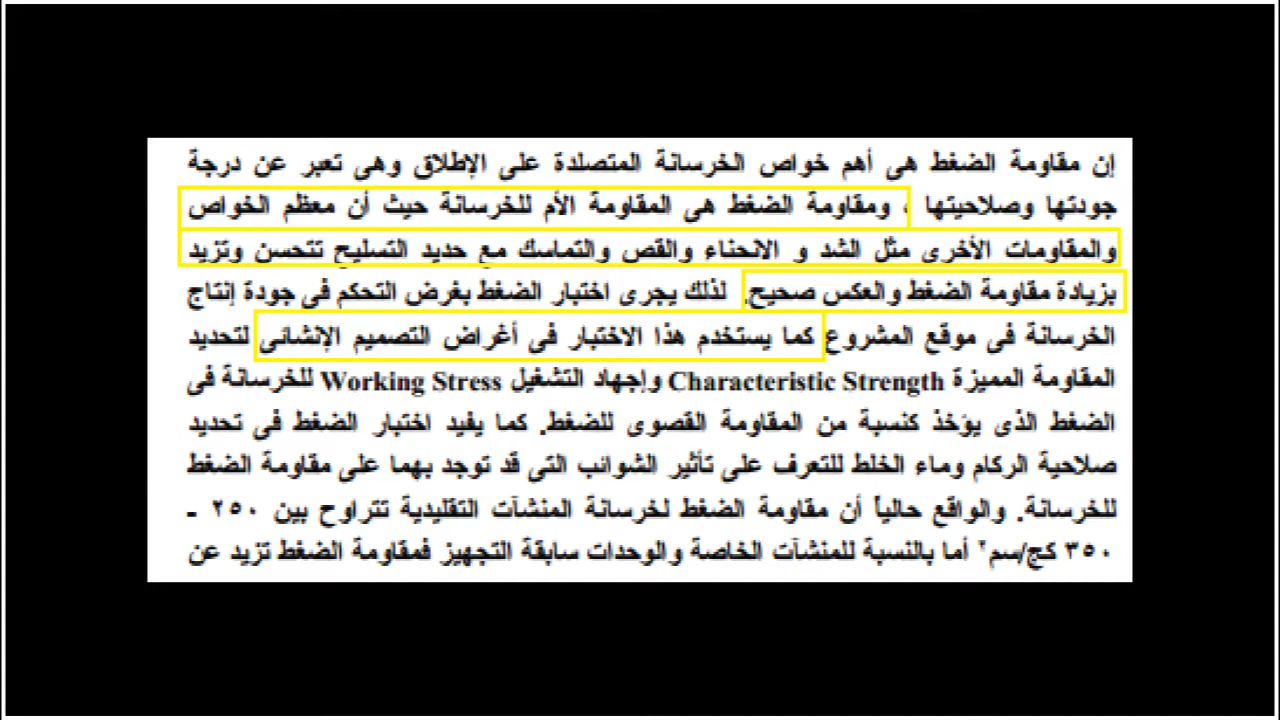 إن مقاومة الضغط هى أهم خواص الخرسانة المتصلدة على الإطلاق وهى تعبر عن درجة
جودتها وصلاحيتها ، ومقاومة الضغط هى المقاومة الأم للخرسانة حيث أن معظم الخواص
والمقاومات الأخرى مثل الشد و الانحناء والقص والتماسك مع حديد التسليح تتحسن وتزيد
بزيادة مقاومة الضغط والعكس صحيح. لذلك يجرى اختبار الضغط بغرض التحكم فى جودة إنتاج
الخرسانة فى موقع المشروع كما يستخدم هذا الاختبار فى أغراض التصميم الإنشائى لتحديد
المقاومة المميزة Characteristic Strength وإجهاد التشغيل Working Stress للخرسانة فى
الضغط الذى يؤخذ كنسبة من المقاومة القصوى للضغط. كما يفيد اختبار الضغط فى تحديد
صلاحية الركام وماء الخلط للتعرف على تأثير الشوائب التى قد توجد بهما على مقاومة الضغط
للخرسانة. والواقع حالياً أن مقاومة الضغط لخرسانة المنشآت التقليدية تتراوح بين ٢٥٠ -
٣٥٠ كج/سم٢ أما بالنسبة للمنشآت الخاصة والوحدات سابقة التجهيز فمقاومة الضغط تزيد عن